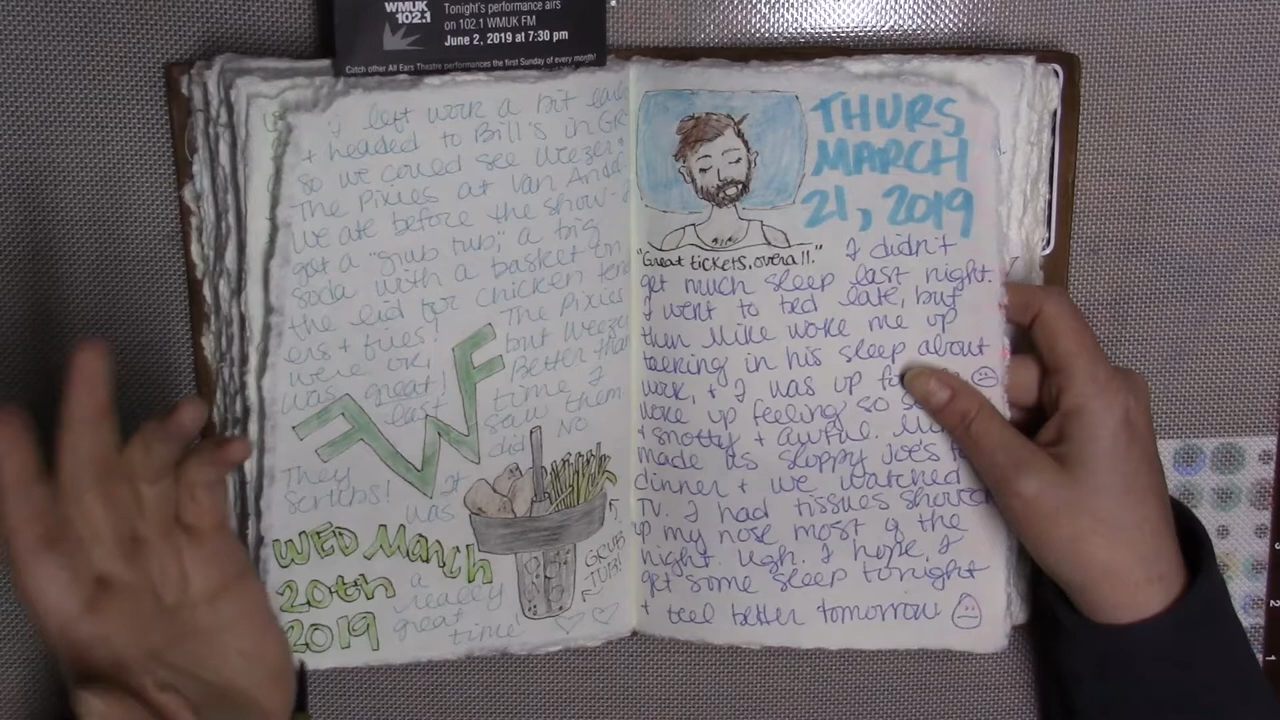 WMUK
102.1
Tonight's performance airs
on 102.1 WMUK FM
June 2, 2019 at 7:30 pm
Catch other All Ears Theatre performances the first Sunday of every month!
I left work a bit
+ headed to Bill's in GR
so we could see Weezer +
The Pixies at Van Andel
We ate before the show-
got a "grub tub," a big
soda with a basket on
the lid for chicken tend
ers + fries! The Pixies
were ok, but Weezer
was great! Better than
last time I
saw them.
They did No
Scrubs! It
was
a
really
great
time
W
WED March
20th
2019
GRUB
TUB!
THURS
MARCH
21, 2019
"Great tickets, overall."
I didn't
get much sleep last night.
I went to bed late, but
then Mike woke me up
talking in his sleep about
work, + I was up
woke up feeling so
+ snotty + awful.
made us sloppy joe's
dinner + we watched
TV. I had tissues shoved
up my nose most of the
night. Ugh. I hope I
get some sleep tonight
+ feel better tomorrow